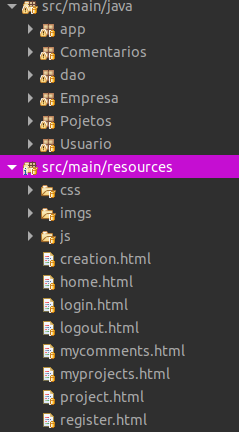 src/main/java
app
Comentarios
dao
Empresa
Pojetos
Usuario
src/main/resources
css
imgs
js
creation.html
home.html
login.html
logout.html
mycomments.html
myprojects.html
project.html
register.html